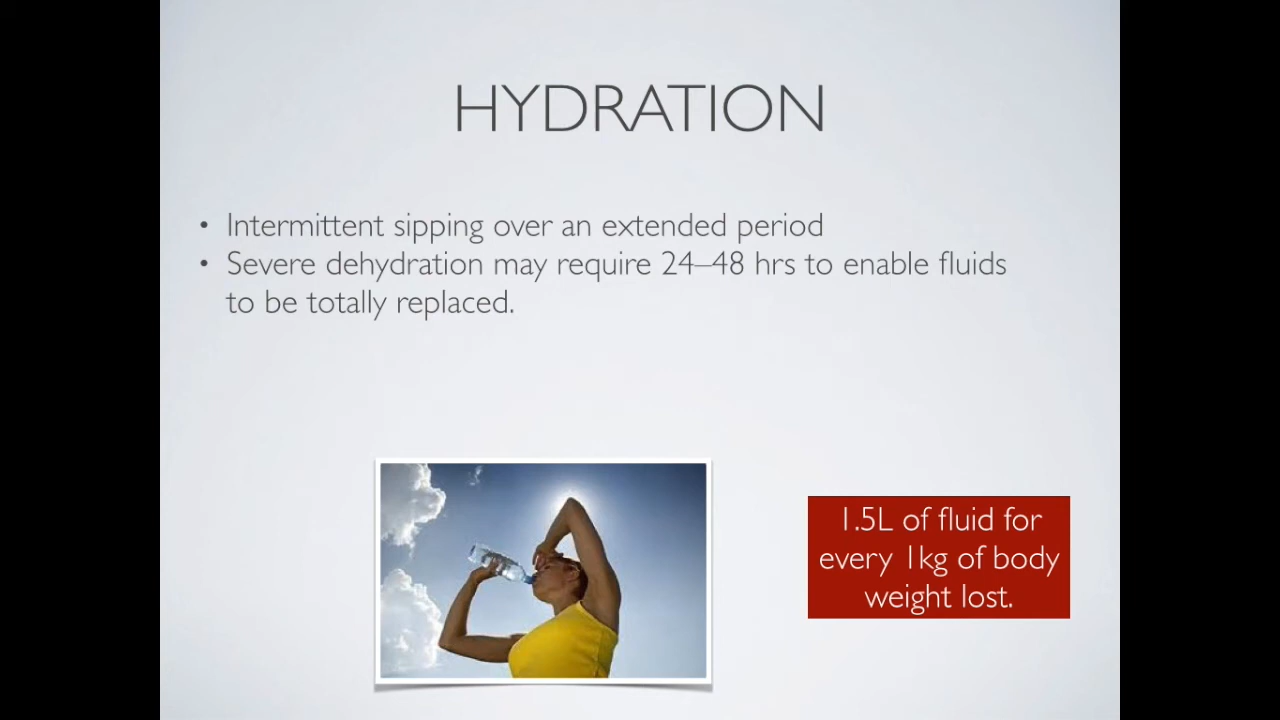 HYDRATION
• Intermittent sipping over an extended period
• Severe dehydration may require 24–48 hrs to enable fluids
to be totally replaced.
1.5L of fluid for
every 1kg of body
weight lost.